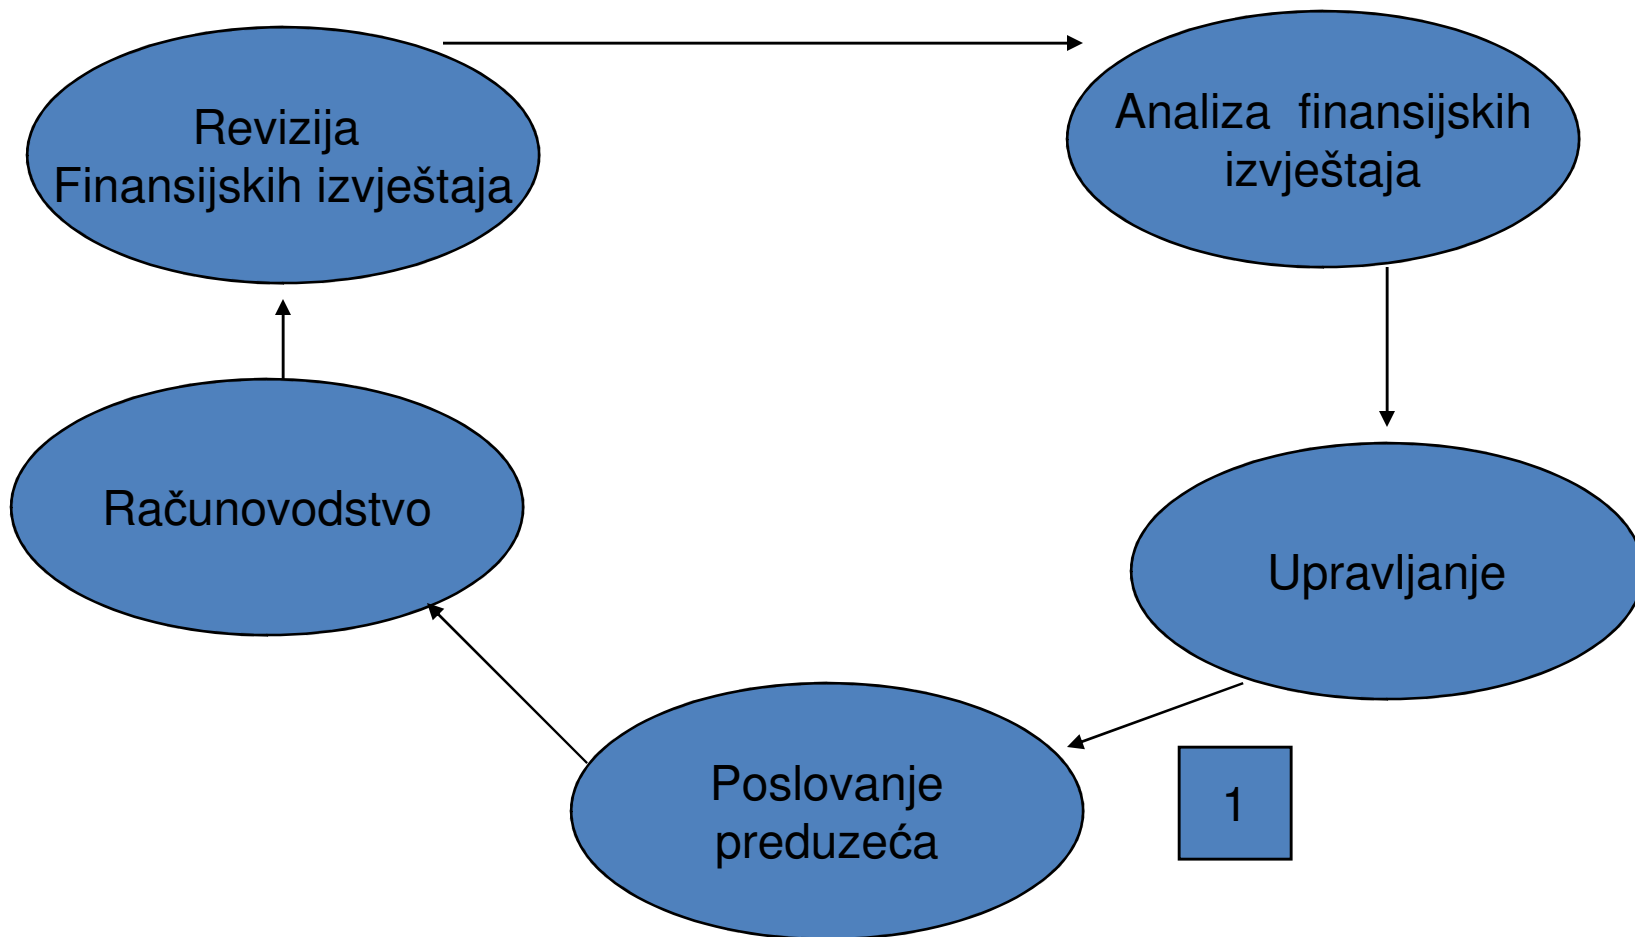 Revizija
Finansijskih izvještaja
Analiza  finansijskih
izvještaja
Računovodstvo
Upravljanje
Poslovanje
preduzeća
1